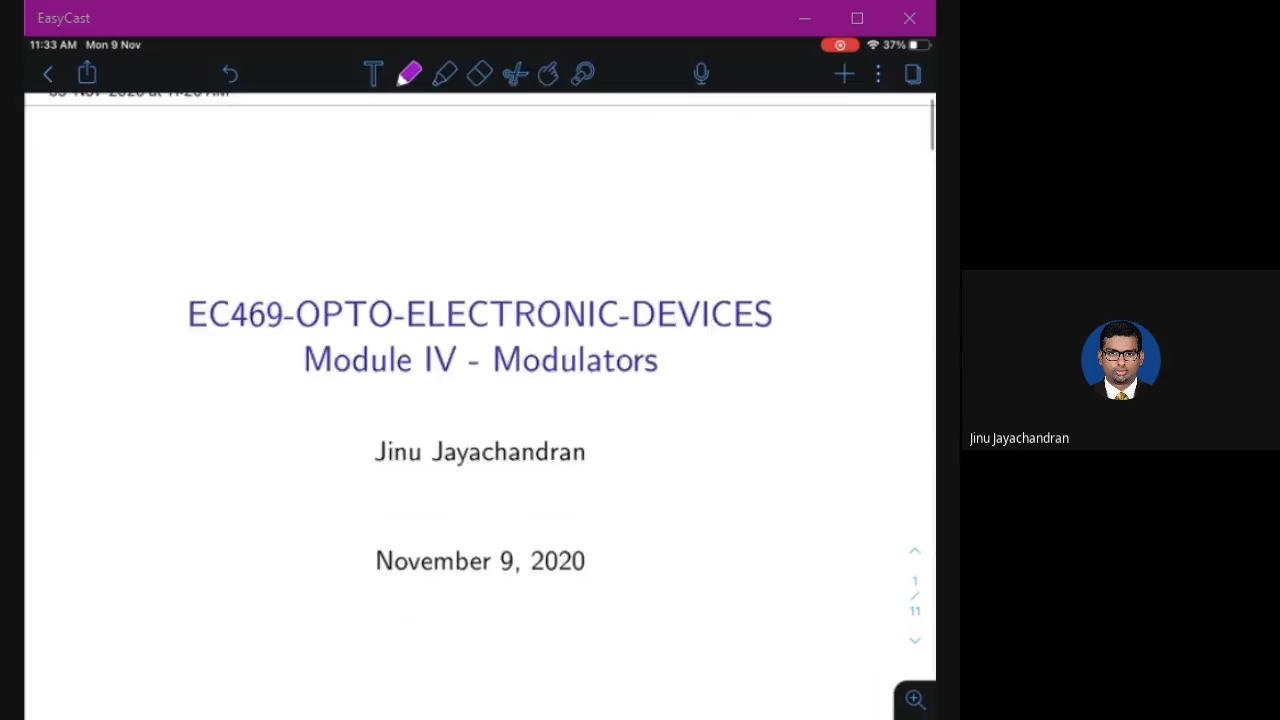 EasyCast
11:33 AM Mon 9 Nov
37%
EC469-OPTO-ELECTRONIC-DEVICES
Module IV - Modulators
Jinu Jayachandran
November 9, 2020
1
/
11
Jinu Jayachandran